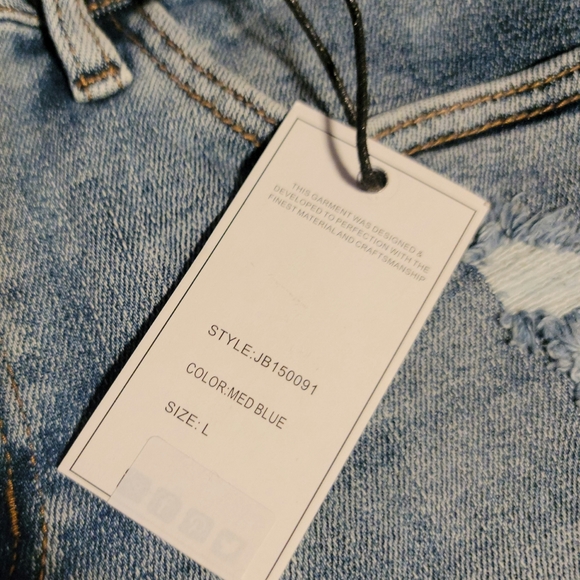 THIS GARMENT WAS DESIGNED &
DEVELOPED TO PERFECTION WITH THE
FINEST MATERIAL AND CRAFTSMANSHIP
STYLE:JB150091
COLOR:MED BLUE
SIZE: L